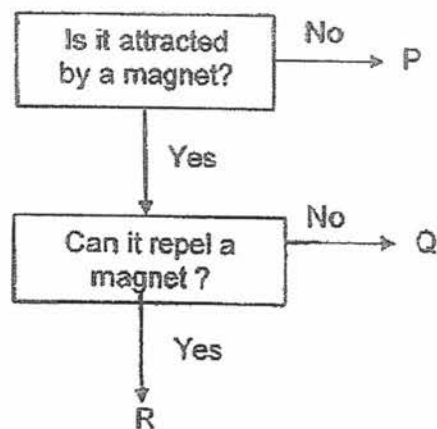 Is it attracted
by a magnet?
No
P
Yes
Can it repel a
magnet ?
No
Q
Yes
R